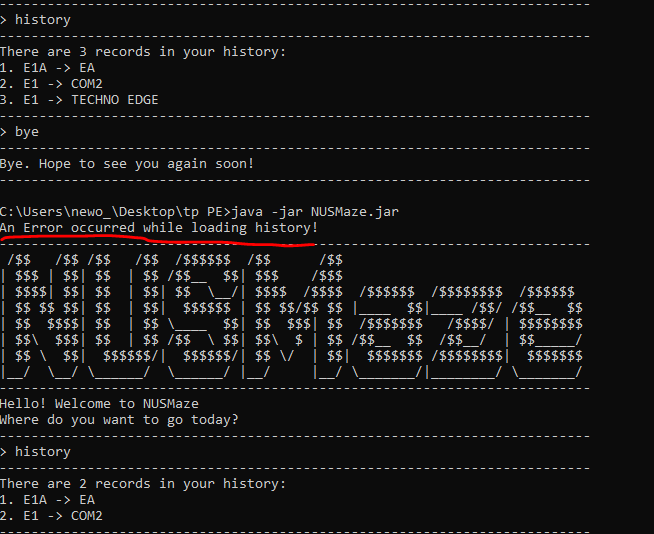 > history
There are 3 records in your history:
1. E1A -> EA
2. E1 -> COM2
3. E1 -> TECHNO EDGE
> bye
Bye. Hope to see you again soon!
C:\Users\newo_\Desktop\tp PE>java -jar NUSMaze.jar
An Error occurred while loading history!
NUSMaze
Hello! Welcome to NUSMaze
Where do you want to go today?
> history
There are 2 records in your history:
1. E1A -> EA
2. E1 -> COM2